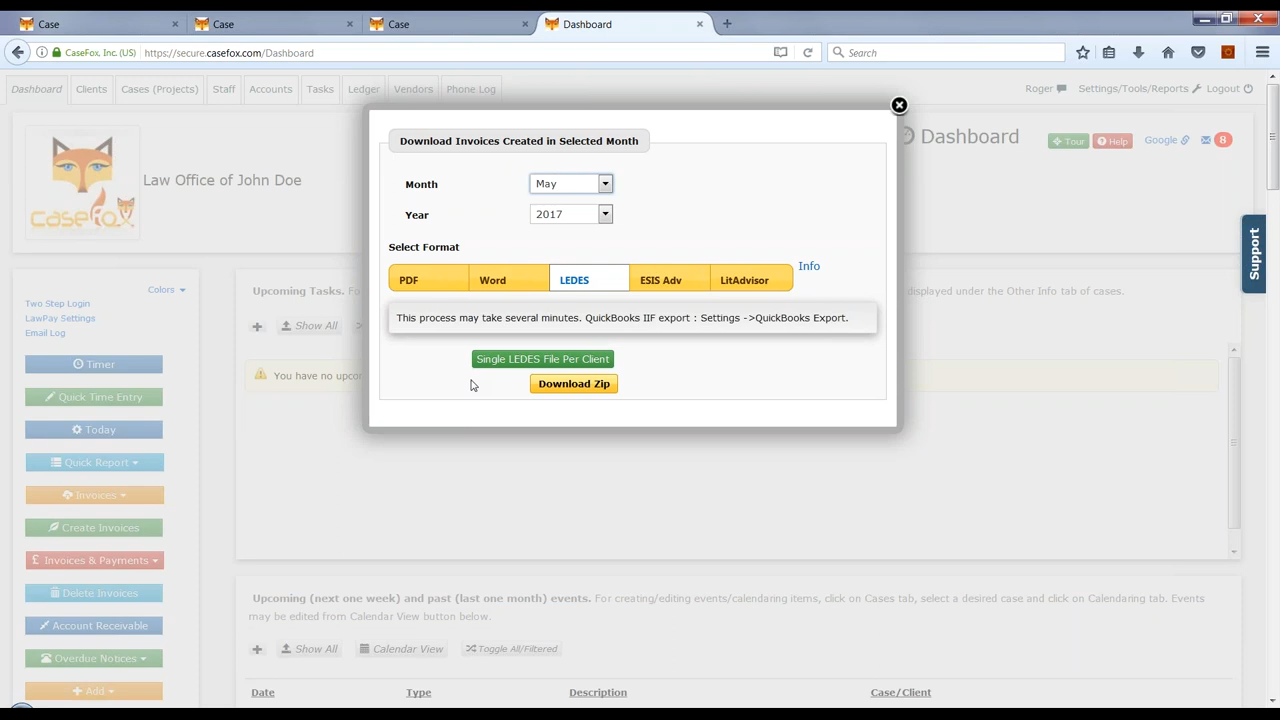 Case
Case
Case
Dashboard
CaseFox, Inc. (US)
https://secure.casefox.com/Dashboard
Search
Dashboard
Clients
Cases (Projects)
Staff
Accounts
Tasks
Ledger
Vendors
Phone Log
Roger
Settings/Tools/Reports
Logout
CaseFox
Law Office of John Doe
Dashboard
Tour
Help
Google
8
Support
Download Invoices Created in Selected Month
Month
May
Year
2017
Select Format
PDF
Word
LEDES
ESIS Adv
LitAdvisor
Info
This process may take several minutes. QuickBooks IIF export : Settings ->QuickBooks Export.
Single LEDES File Per Client
Download Zip
Colors
Two Step Login
LawPay Settings
Email Log
Timer
Quick Time Entry
Today
Quick Report
Invoices
Create Invoices
£ Invoices & Payments
Delete Invoices
Account Receivable
Overdue Notices
Add
Upcoming Tasks. Fo
displayed under the Other Info tab of cases.
Show All
You have no upcor
Upcoming (next one week) and past (last one month) events. For creating/editing events/calendaring items, click on Cases tab, select a desired case and click on Calendaring tab. Events
may be edited from Calendar View button below.
Show All
Calendar View
Toggle All/Filtered
Date
Type
Description
Case/Client